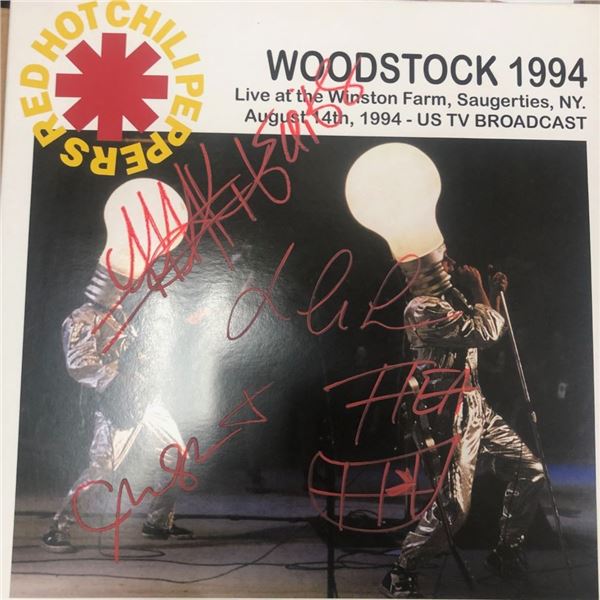 RED HOT CHILI PEPPERS
WOODSTOCK 1994
Live at the Winston Farm, Saugerties, NY.
August 14th, 1994 - US TV BROADCAST
FLEA